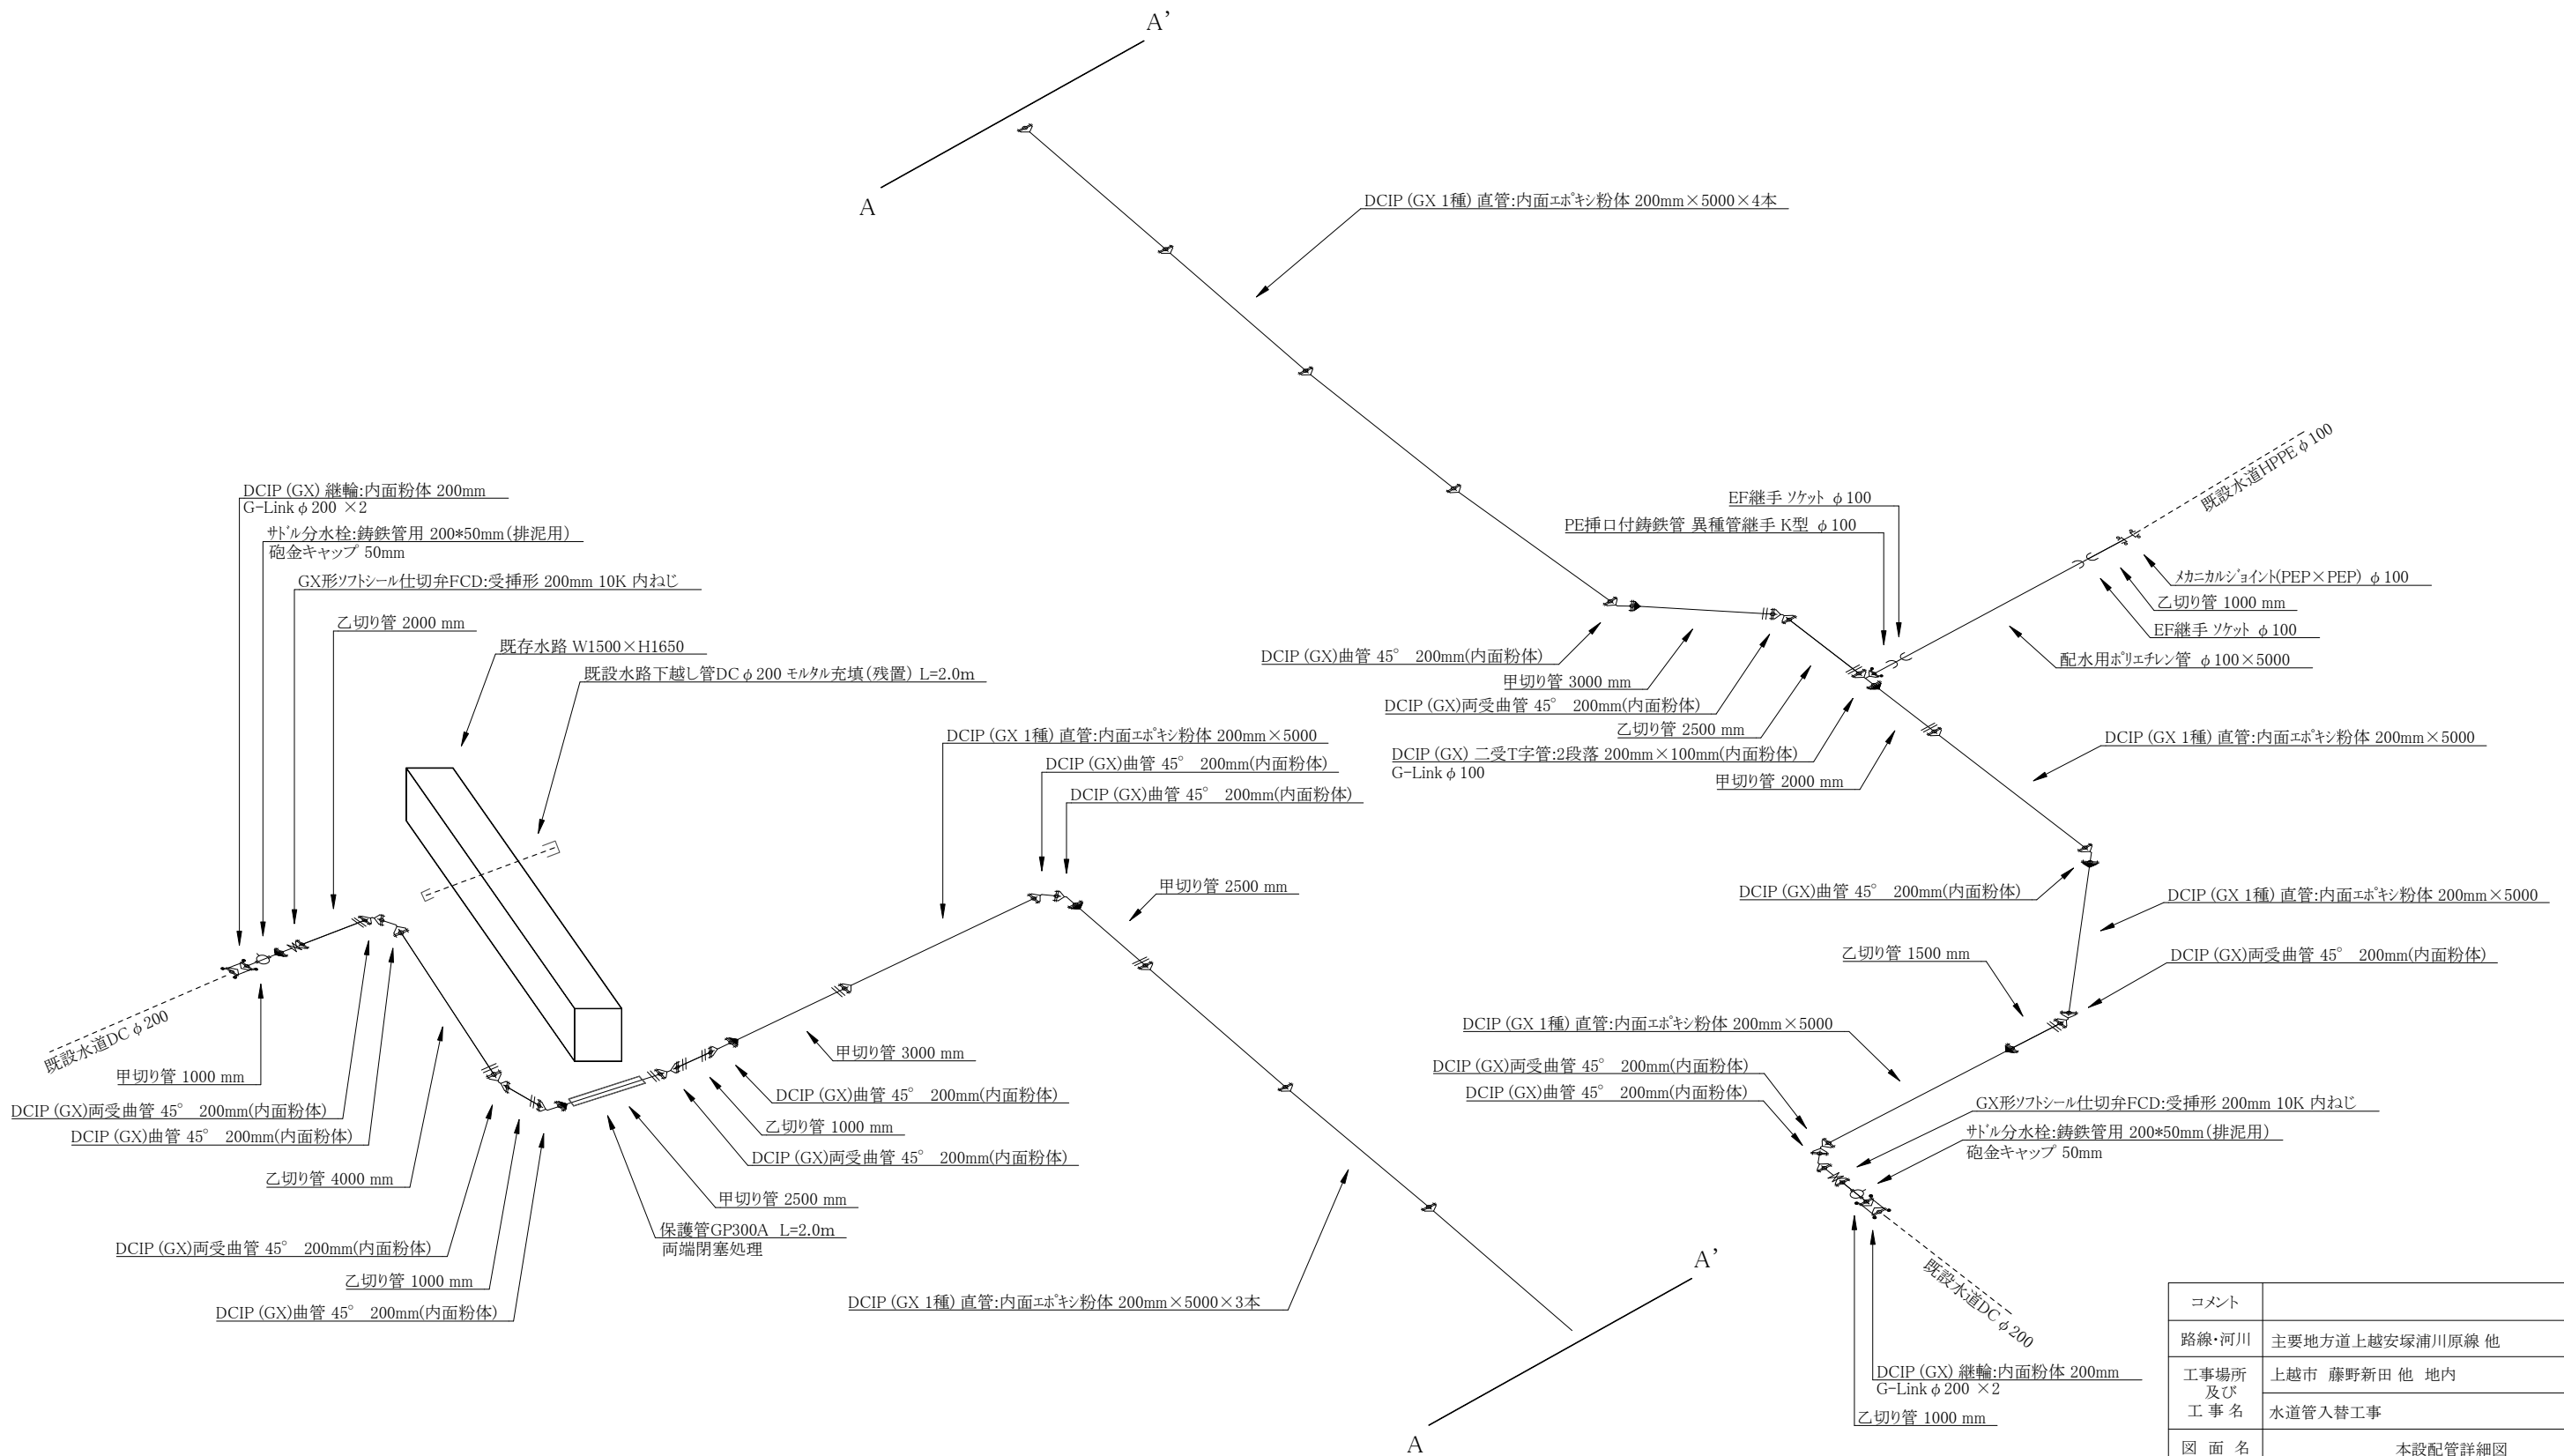 A’
A
DCIP (GX 1種) 直管:内面ｴﾎﾟｷｼ粉体 200mm×5000×4本
既設水道HPPEφ100
DCIP (GX) 継輪:内面粉体 200mm
G-Linkφ200 ×2
ｻﾄﾞﾙ分水栓:鋳鉄管用 200*50mm(排泥用)
砲金キャップ 50mm
GX形ｿﾌﾄｼｰﾙ仕切弁FCD:受挿形 200mm 10K 内ねじ
乙切り管 2000 mm
既存水路 W1500×H1650
既設水路下越し管DCφ200 ﾓﾙﾀﾙ充填(残置) L=2.0m
EF継手 ｿｹｯﾄ φ100
PE挿口付鋳鉄管 異種管継手 K型 φ100
ﾒｶﾆｶﾙｼﾞｮｲﾝﾄ(PEP×PEP) φ100
乙切り管 1000 mm
EF継手 ｿｹｯﾄ φ100
配水用ﾎﾟﾘｴﾁﾚﾝ管 φ100×5000
DCIP (GX)曲管 45° 200mm(内面粉体)
甲切り管 3000 mm
DCIP (GX)両受曲管 45° 200mm(内面粉体)
乙切り管 2500 mm
DCIP (GX) 二受T字管:2段落 200mm×100mm(内面粉体)
G-Linkφ100
甲切り管 2000 mm
DCIP (GX 1種) 直管:内面ｴﾎﾟｷｼ粉体 200mm×5000
DCIP (GX 1種) 直管:内面ｴﾎﾟｷｼ粉体 200mm×5000
DCIP (GX)曲管 45° 200mm(内面粉体)
DCIP (GX)曲管 45° 200mm(内面粉体)
甲切り管 2500 mm
DCIP (GX)曲管 45° 200mm(内面粉体)
DCIP (GX 1種) 直管:内面ｴﾎﾟｷｼ粉体 200mm×5000
乙切り管 1500 mm
DCIP (GX)両受曲管 45° 200mm(内面粉体)
既設水道DCφ200
甲切り管 1000 mm
DCIP (GX)両受曲管 45° 200mm(内面粉体)
DCIP (GX)曲管 45° 200mm(内面粉体)
乙切り管 4000 mm
DCIP (GX)両受曲管 45° 200mm(内面粉体)
乙切り管 1000 mm
DCIP (GX)曲管 45° 200mm(内面粉体)
甲切り管 3000 mm
DCIP (GX)曲管 45° 200mm(内面粉体)
乙切り管 1000 mm
DCIP (GX)両受曲管 45° 200mm(内面粉体)
甲切り管 2500 mm
保護管GP300A L=2.0m
両端閉塞処理
DCIP (GX 1種) 直管:内面ｴﾎﾟｷｼ粉体 200mm×5000×3本
DCIP (GX 1種) 直管:内面ｴﾎﾟｷｼ粉体 200mm×5000
DCIP (GX)両受曲管 45° 200mm(内面粉体)
DCIP (GX)曲管 45° 200mm(内面粉体)
GX形ｿﾌﾄｼｰﾙ仕切弁FCD:受挿形 200mm 10K 内ねじ
ｻﾄﾞﾙ分水栓:鋳鉄管用 200*50mm(排泥用)
砲金キャップ 50mm
A’
A
既設水道DCφ200
DCIP (GX) 継輪:内面粉体 200mm
G-Linkφ200 ×2
乙切り管 1000 mm
コメント
路線・河川 主要地方道上越安塚浦川原線 他
工事場所
及び
工 事 名
上越市 藤野新田 他 地内
水道管入替工事
図 面 名 本設配管詳細図